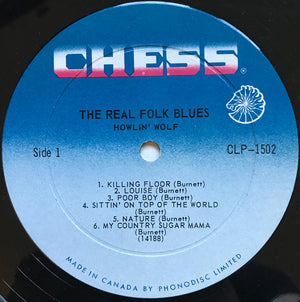 CHESS
THE REAL FOLK BLUES
HOWLIN' WOLF
Side 1
CLP-1502
1. KILLING FLOOR (Burnett)
2. LOUISE (Burnett)
3. POOR BOY (Burnett)
4. SITTIN' ON TOP OF THE WORLD
(Burnett)
5. NATURE (Burnett)
6. MY COUNTRY SUGAR MAMA
(Burnett)
(14188)
MADE IN CANADA BY PHONODISC LIMITED